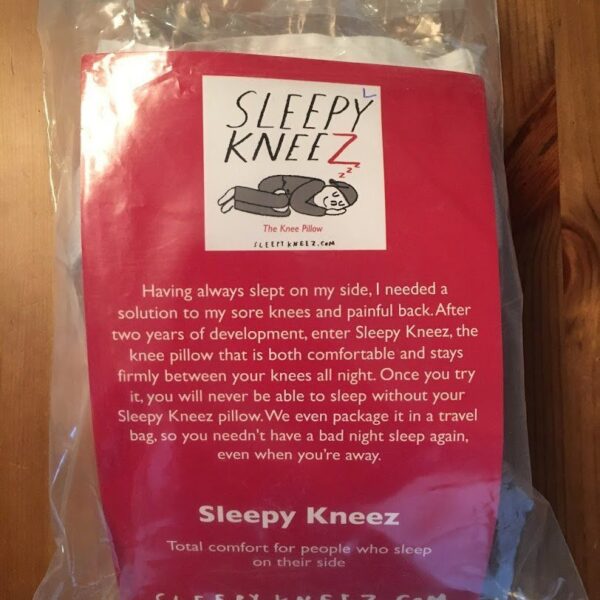 L
SLEEPY
KNEEZ
z z z
The Knee Pillow
SLEEPYKNEEZ.COM
Having always slept on my side, I needed a
solution to my sore knees and painful back. After
two years of development, enter Sleepy Kneez, the
knee pillow that is both comfortable and stays
firmly between your knees all night. Once you try
it, you will never be able to sleep without your
Sleepy Kneez pillow. We even package it in a travel
bag, so you needn't have a bad night sleep again,
even when you're away.
Sleepy Kneez
Total comfort for people who sleep
on their side
SLEEPYKNEEZ.COM